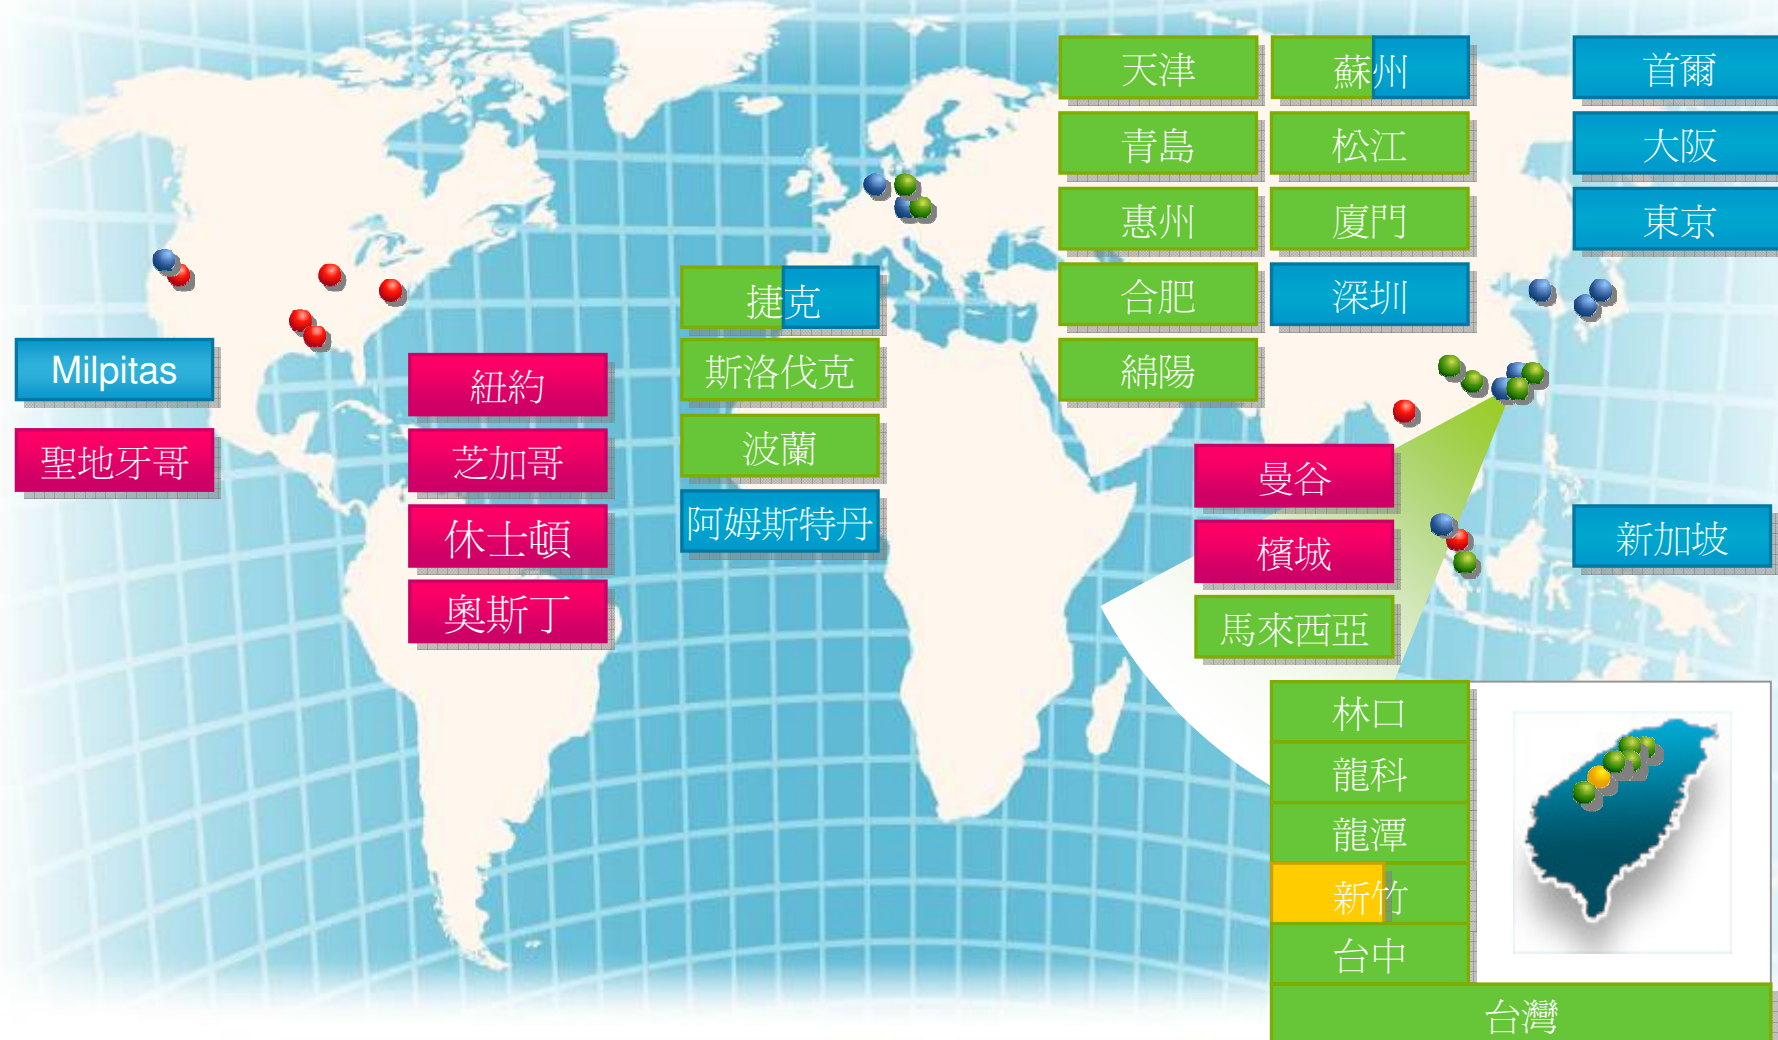 天津
蘇州
首爾
青島
松江
大阪
惠州
廈門
東京
捷克
合肥
深圳
Milpitas
紐約
斯洛伐克
綿陽
聖地牙哥
芝加哥
波蘭
曼谷
休士頓
阿姆斯特丹
檳城
新加坡
奧斯丁
馬來西亞
林口
龍科
龍潭
新竹
台中
台灣